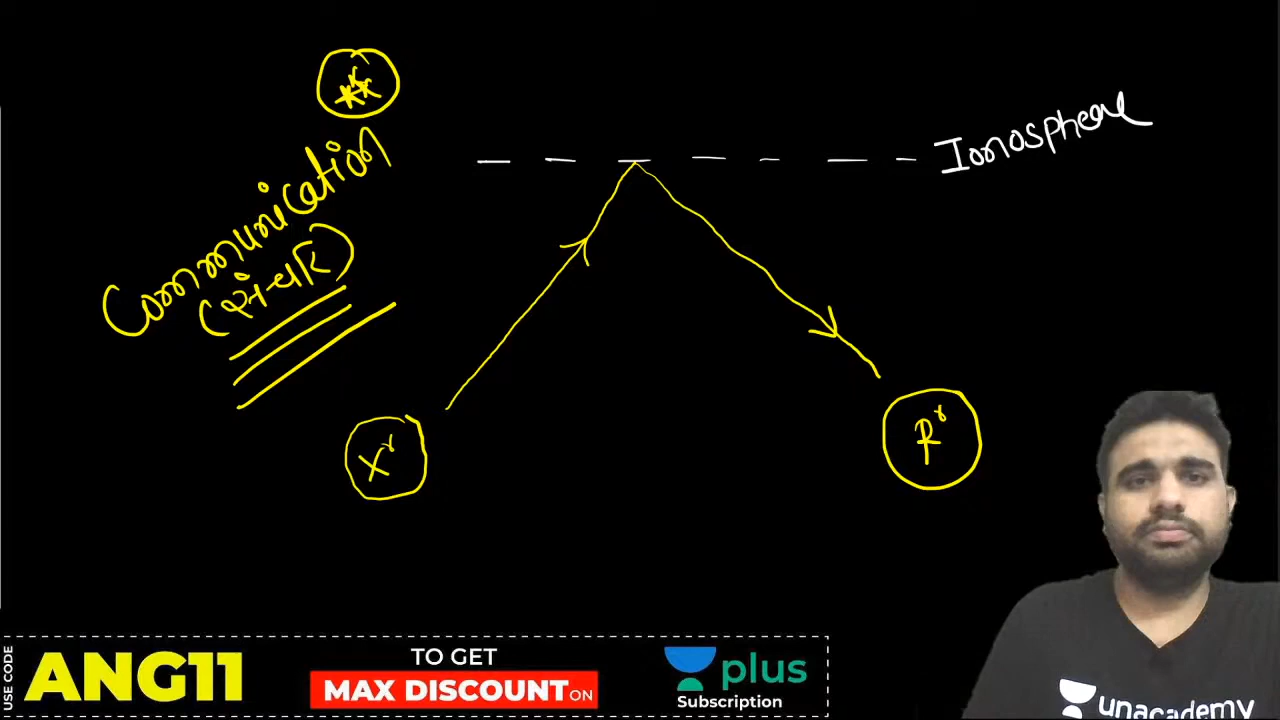 Ionosphere
Communication
(संचार)
Xʳ
Rʳ
USE CODE
ANG11
TO GET
MAX DISCOUNT ON
plus
Subscription
unacademy